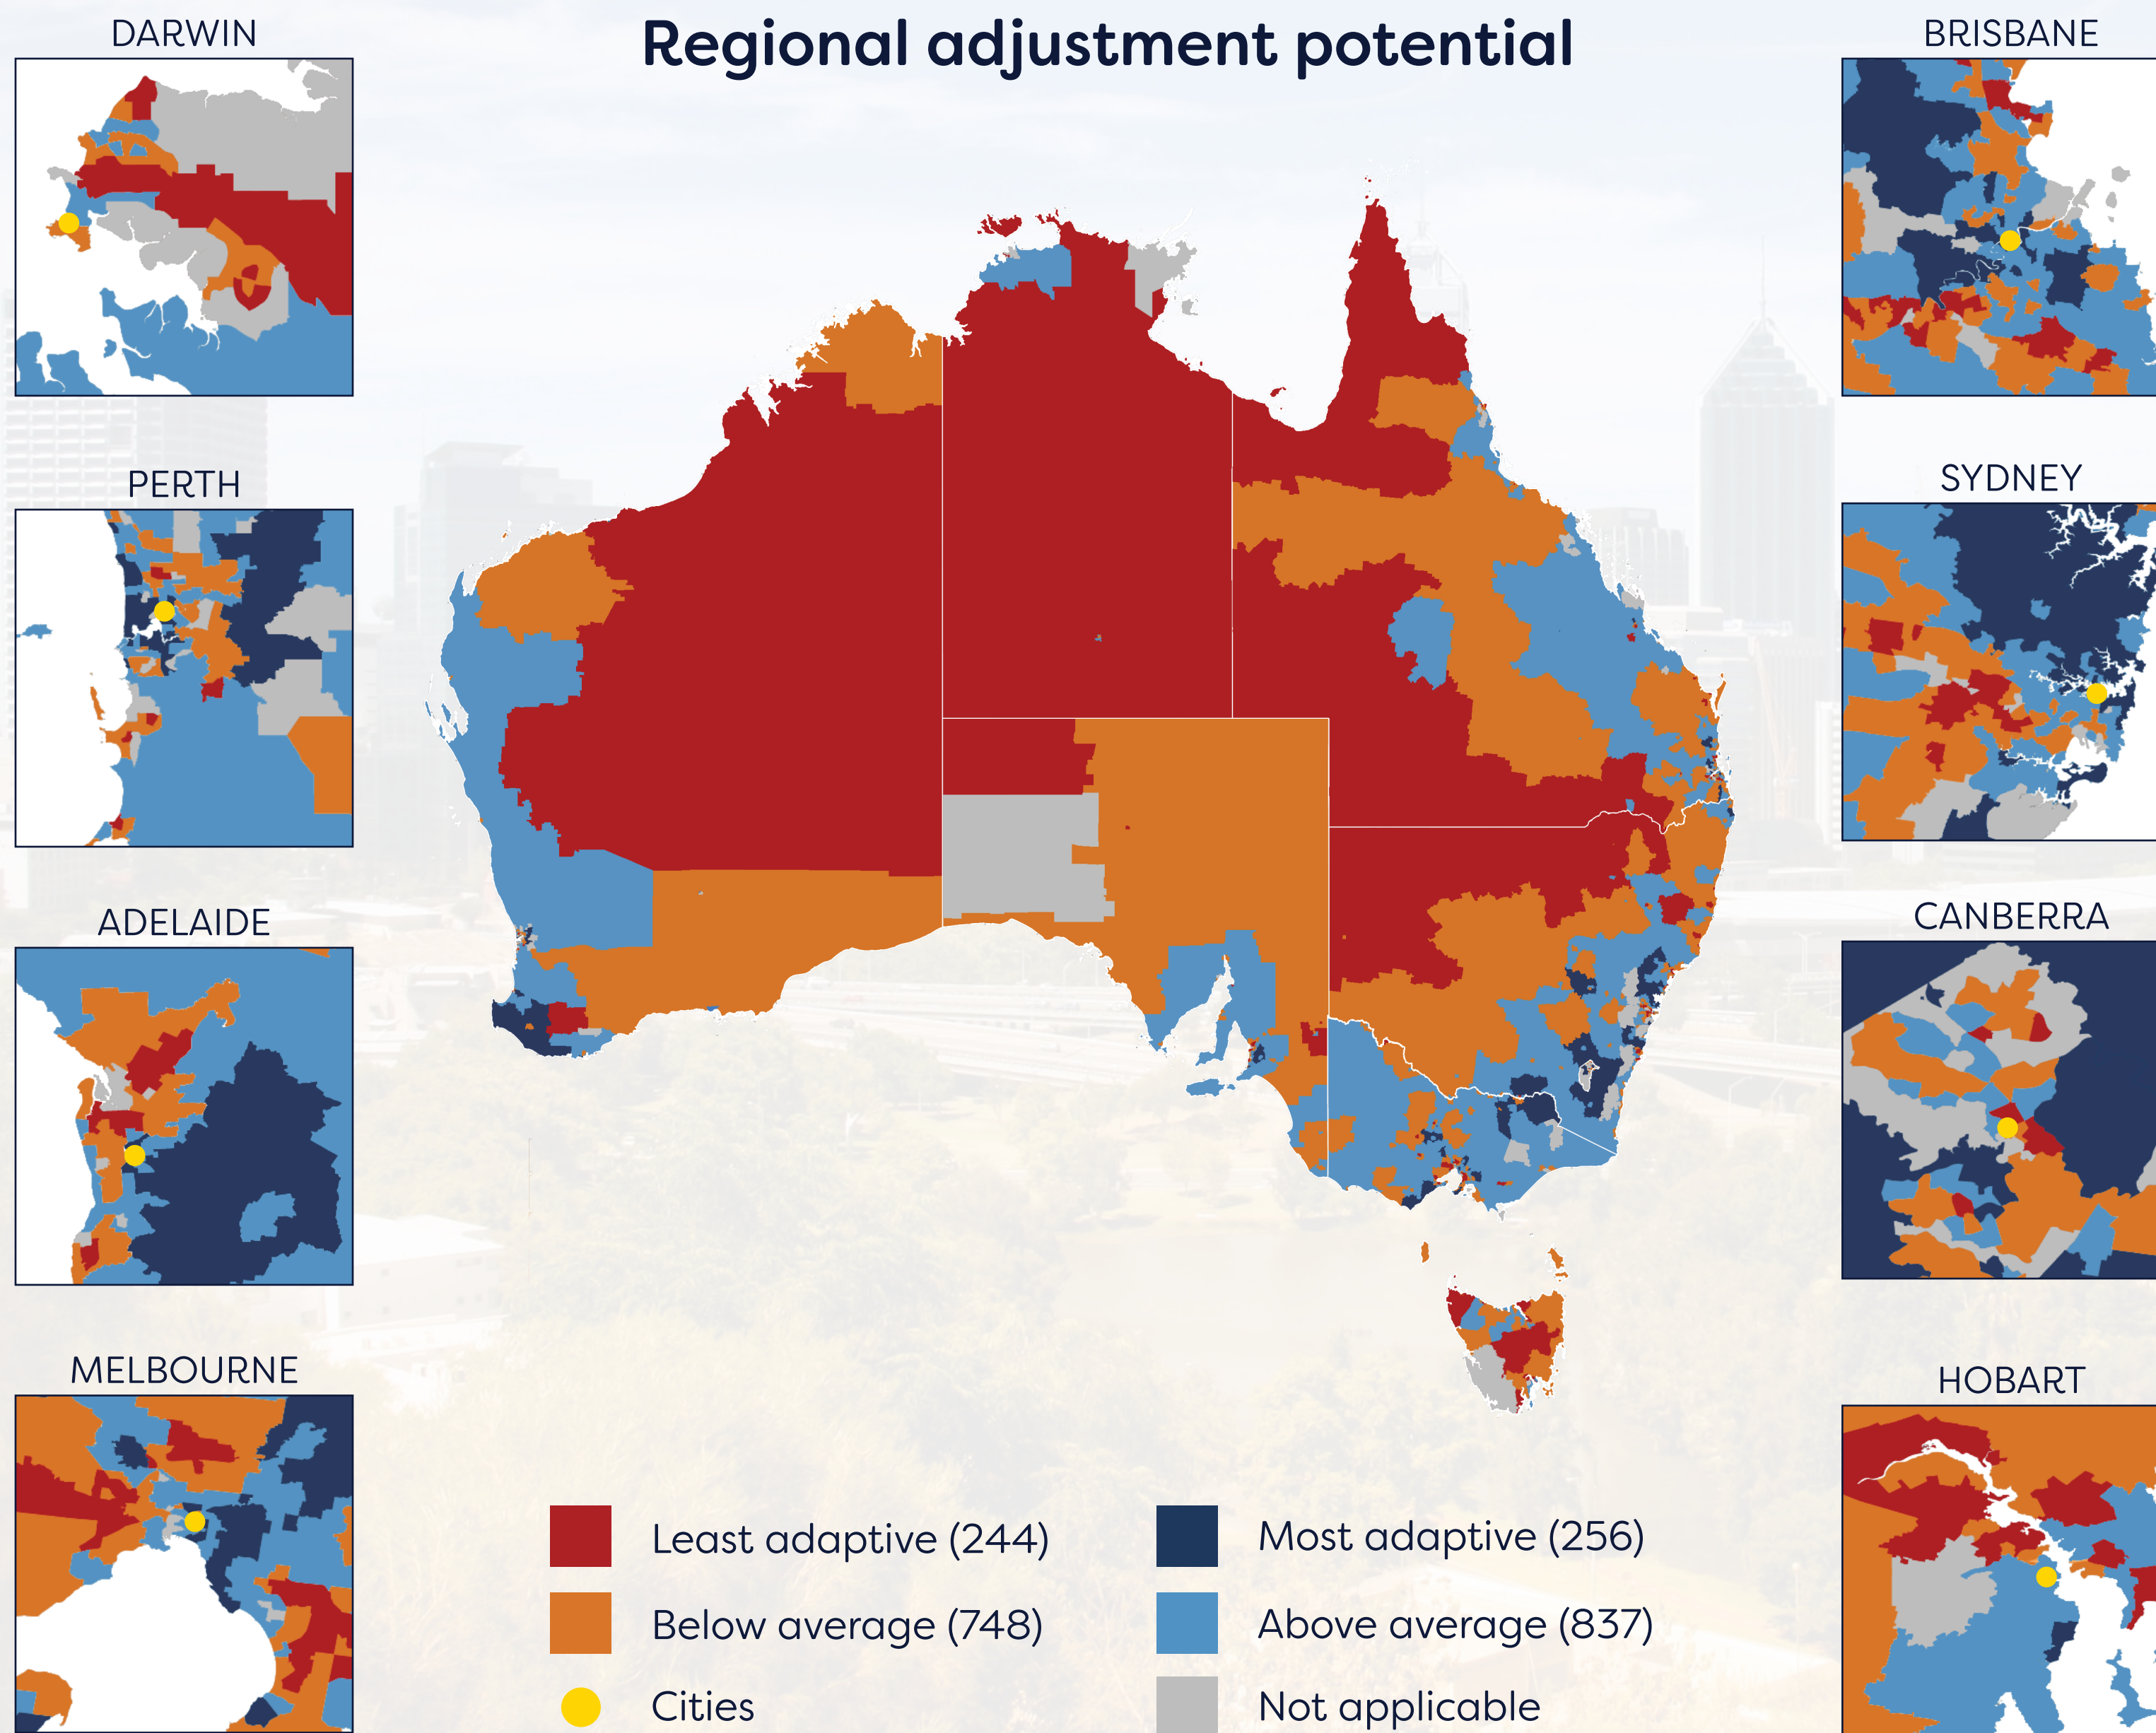 Regional adjustment potential
DARWIN
BRISBANE
PERTH
SYDNEY
ADELAIDE
CANBERRA
MELBOURNE
HOBART
Least adaptive (244)
Most adaptive (256)
Below average (748)
Above average (837)
Cities
Not applicable